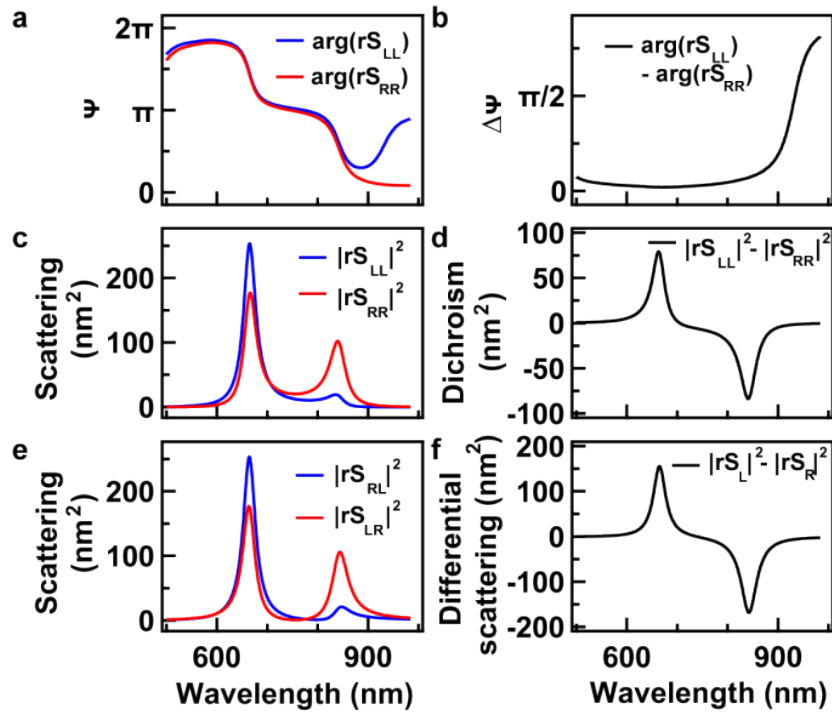 a
2π
π
0
Ψ
arg(rS_LL)
arg(rS_RR)
b
π/2
0
ΔΨ
arg(rS_LL)
- arg(rS_RR)
c
200
100
0
Scattering
(nm²)
|rS_LL|²
|rS_RR|²
d
100
50
0
-50
-100
Dichroism
(nm²)
|rS_LL|²- |rS_RR|²
e
200
100
0
Scattering
(nm²)
|rS_RL|²
|rS_LR|²
600
900
Wavelength (nm)
f
200
100
0
-100
-200
Differential
scattering (nm²)
|rS_L|²- |rS_R|²
600
900
Wavelength (nm)